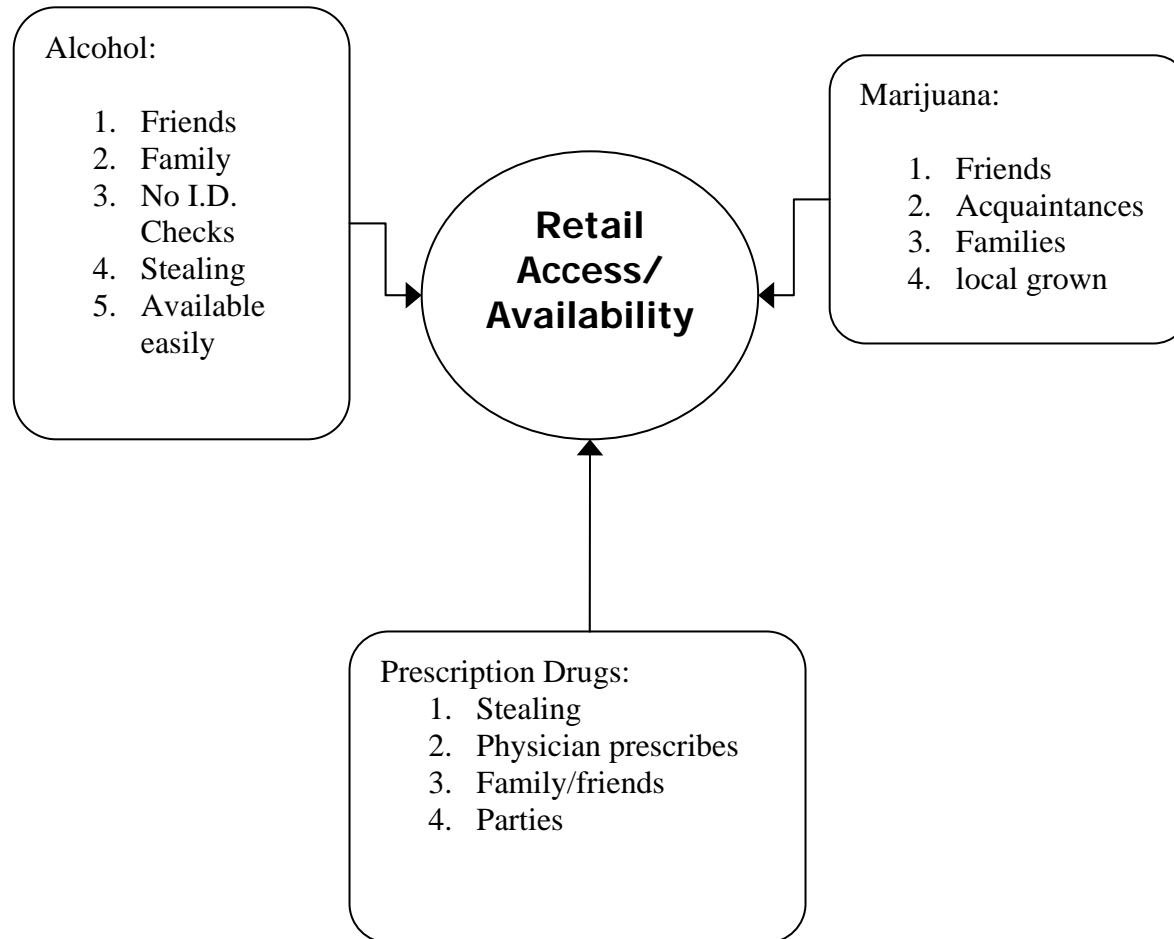 Alcohol:
1. Friends
2. Family
3. No I.D.
Checks
4. Stealing
5. Available
easily
Retail
Access/
Availability
Marijuana:
1. Friends
2. Acquaintances
3. Families
4. local grown
Prescription Drugs:
1. Stealing
2. Physician prescribes
3. Family/friends
4. Parties